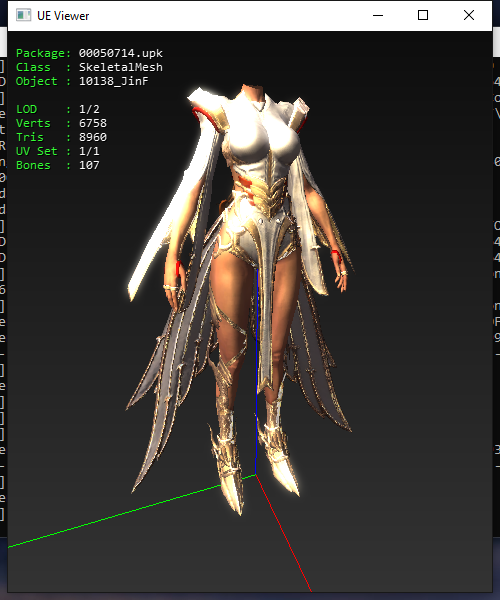 UE Viewer
Package: 00050714.upk
Class : SkeletalMesh
Object : 10138_JinF
LOD : 1/2
Verts : 6758
Tris : 8960
UV Set : 1/1
Bones : 107